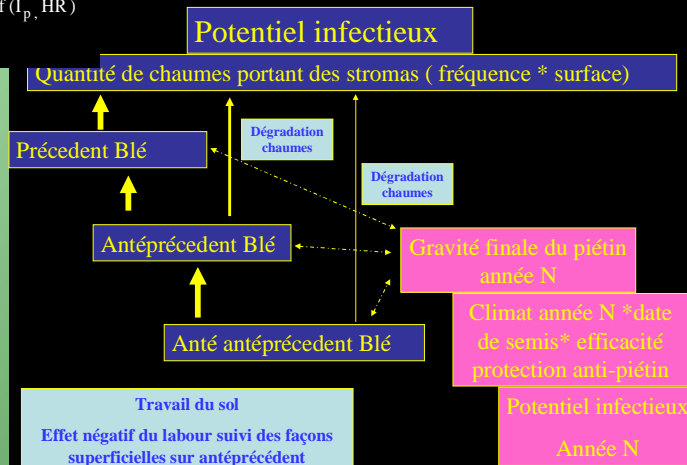 f(I_p, HR)
Potentiel infectieux
Quantité de chaumes portant des stromas ( fréquence * surface)
Dégradation
chaumes
Précedent Blé
Dégradation
chaumes
Antéprécedent Blé
Gravité finale du piétin
année N
Anté antéprécedent Blé
Climat année N *date
de semis* efficacité
protection anti-piétin
Travail du sol
Effet négatif du labour suivi des façons
superficielles sur antéprécédent
Potentiel infectieux
Année N